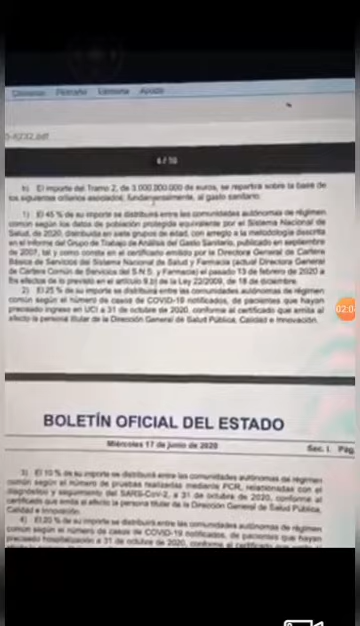 Ayuda
6 / 10
b) El importe del Tramo 2, de 3.000.000.000 de euros, se repartirá sobre la base de
los siguientes criterios asociados, fundamentalmente, al gasto sanitario:
1) El 45 % de su importe se distribuirá entre las comunidades autónomas de régimen
común según los datos de población protegida equivalente por el Sistema Nacional de
Salud, de 2020, distribuida en siete grupos de edad, con arreglo a la metodología descrita
en el informe del Grupo de Trabajo de Análisis del Gasto Sanitario, publicado en septiembre
de 2007, tal y como consta en el certificado emitido por la Directora General de Cartera
Básica de Servicios del Sistema Nacional de Salud y Farmacia (actual Directora General
de Cartera Común de Servicios del S.N.S. y Farmacia) el pasado 13 de febrero de 2020 a
los efectos de lo previsto en el artículo 9.b) de la Ley 22/2009, de 18 de diciembre.
2) El 25 % de su importe se distribuirá entre las comunidades autónomas de régimen
común según el número de casos de COVID-19 notificados, de pacientes que hayan
precisado ingreso en UCI a 31 de octubre de 2020, conforme al certificado que emita al
efecto la persona titular de la Dirección General de Salud Pública, Calidad e Innovación.
02:0
BOLETÍN OFICIAL DEL ESTADO
Miércoles 17 de junio de 2020
Sec. I. Pág
3) El 10 % de su importe se distribuirá entre las comunidades autónomas de régimen
común según el número de pruebas realizadas mediante PCR, relacionadas con el
diagnóstico y seguimiento del SARS-Cov-2, a 31 de octubre de 2020, conforme al
certificado que emita al efecto la persona titular de la Dirección General de Salud Pública,
Calidad e Innovación.
4) El 20 % de su importe se distribuirá entre las comunidades autónomas de régimen
común según el número de casos de COVID-19 notificados, de pacientes que hayan
precisado hospitalización a 31 de octubre de 2020, conforme al certificado que emita